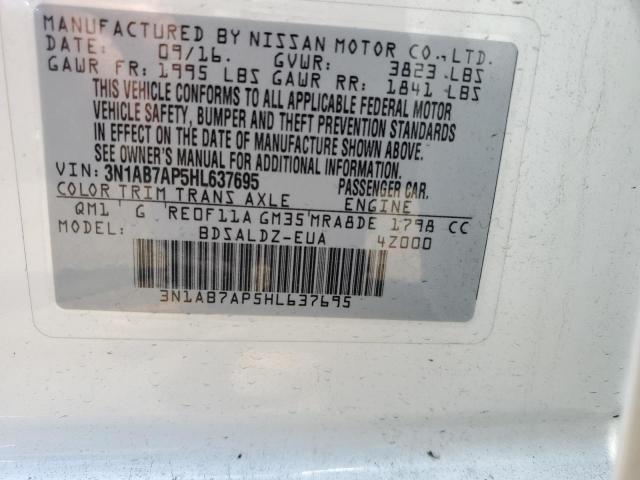 MANUFACTURED BY NISSAN MOTOR CO., LTD.
DATE: 09/16. GVWR: 3823 LBS
GAWR FR: 1995 LBS GAWR RR: 1841 LBS
THIS VEHICLE CONFORMS TO ALL APPLICABLE FEDERAL MOTOR
VEHICLE SAFETY, BUMPER AND THEFT PREVENTION STANDARDS
IN EFFECT ON THE DATE OF MANUFACTURE SHOWN ABOVE.
SEE OWNER'S MANUAL FOR ADDITIONAL INFORMATION.
VIN: 3N1AB7AP5HL637695 PASSENGER CAR.
COLOR TRIM TRANS AXLE ENGINE
QM1 G RE0F11A GM35 MRA8DE 1798 CC
MODEL: BDSALDZ-EUA 4Z000
3N1AB7AP5HL637695